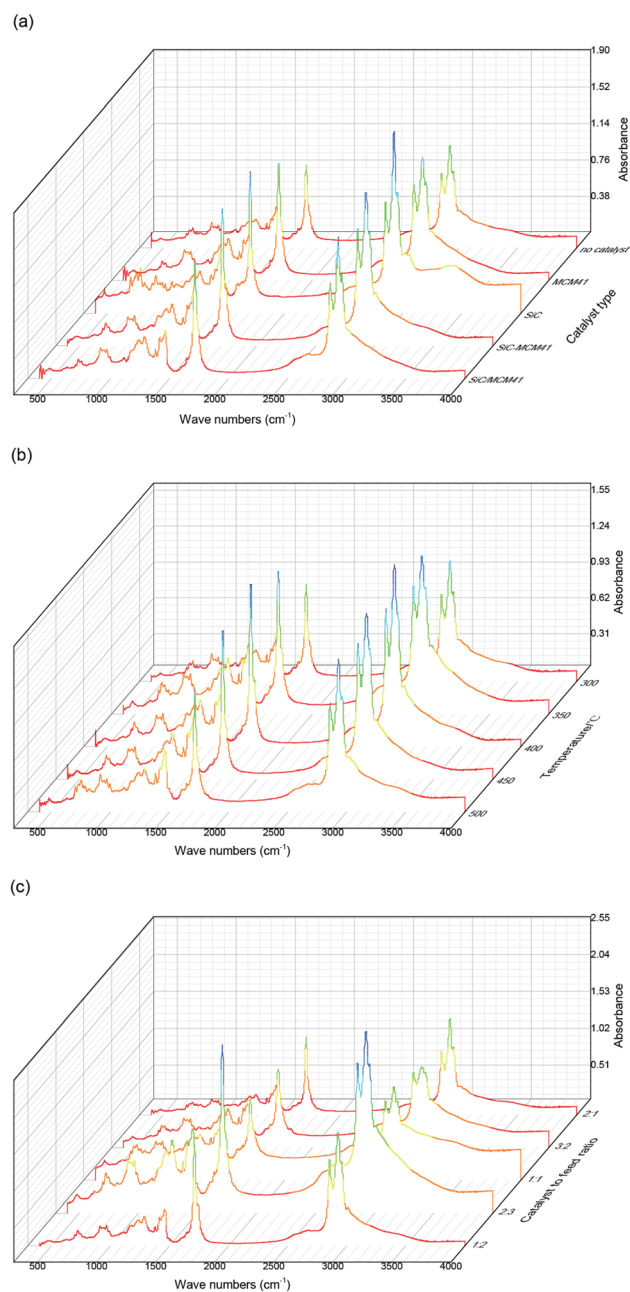 (a)
1.90
1.52
1.14
0.76
0.38
Absorbance
no catalyst
MCM41
SiC
SiC-MCM41
SiC/MCM41
Catalyst type
500 1000 1500 2000 2500 3000 3500 4000
Wave numbers (cm⁻¹)
(b)
1.55
1.24
0.93
0.62
0.31
Absorbance
300
350
400
450
500
Temperature/°C
500 1000 1500 2000 2500 3000 3500 4000
Wave numbers (cm⁻¹)
(c)
2.55
2.04
1.53
1.02
0.51
Absorbance
2:1
3:2
1:1
2:3
1:2
Catalyst to feed ratio
500 1000 1500 2000 2500 3000 3500 4000
Wave numbers (cm⁻¹)